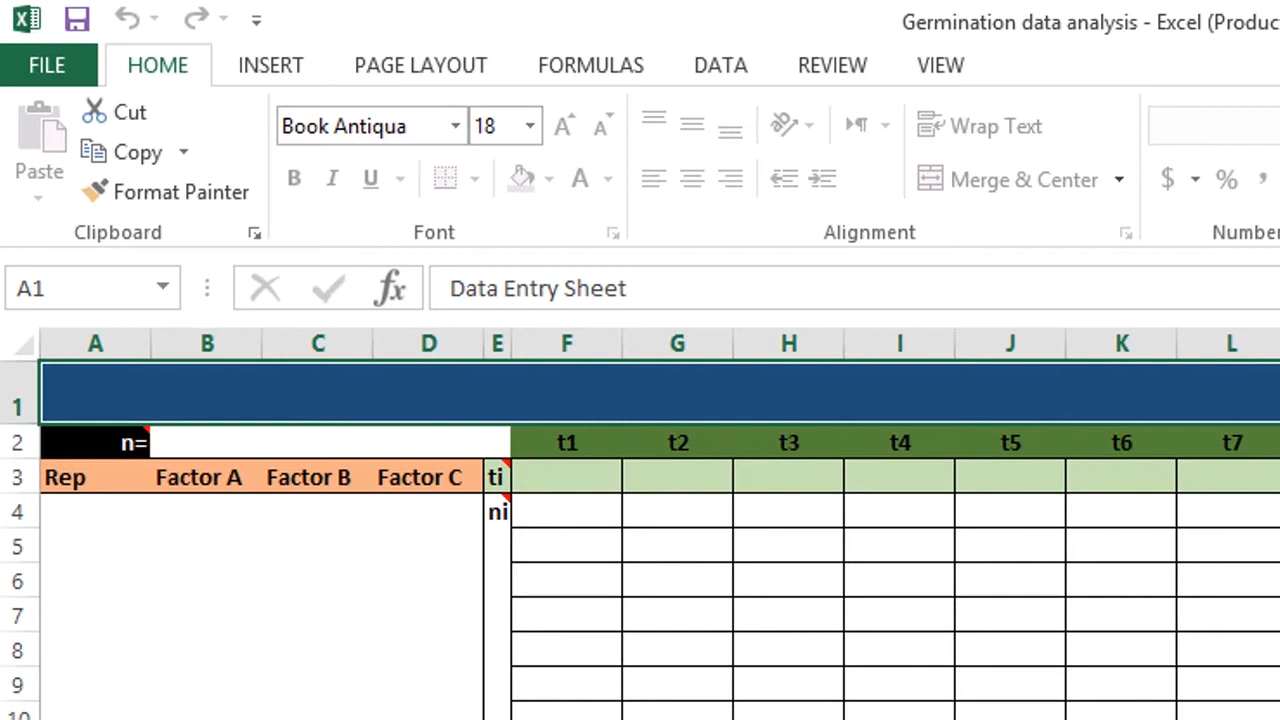 Germination data analysis - Excel (Produc
FILE HOME INSERT PAGE LAYOUT FORMULAS DATA REVIEW VIEW
Cut
Copy
Paste
Format Painter
Clipboard
Book Antiqua 18 A A
B I U A
Font
Wrap Text
Merge & Center
Alignment
$ % ,
Number
A1 fx Data Entry Sheet
A B C D E F G H I J K L
1
2 n= t1 t2 t3 t4 t5 t6 t7
3 Rep Factor A Factor B Factor C ti
4 ni
5
6
7
8
9
10